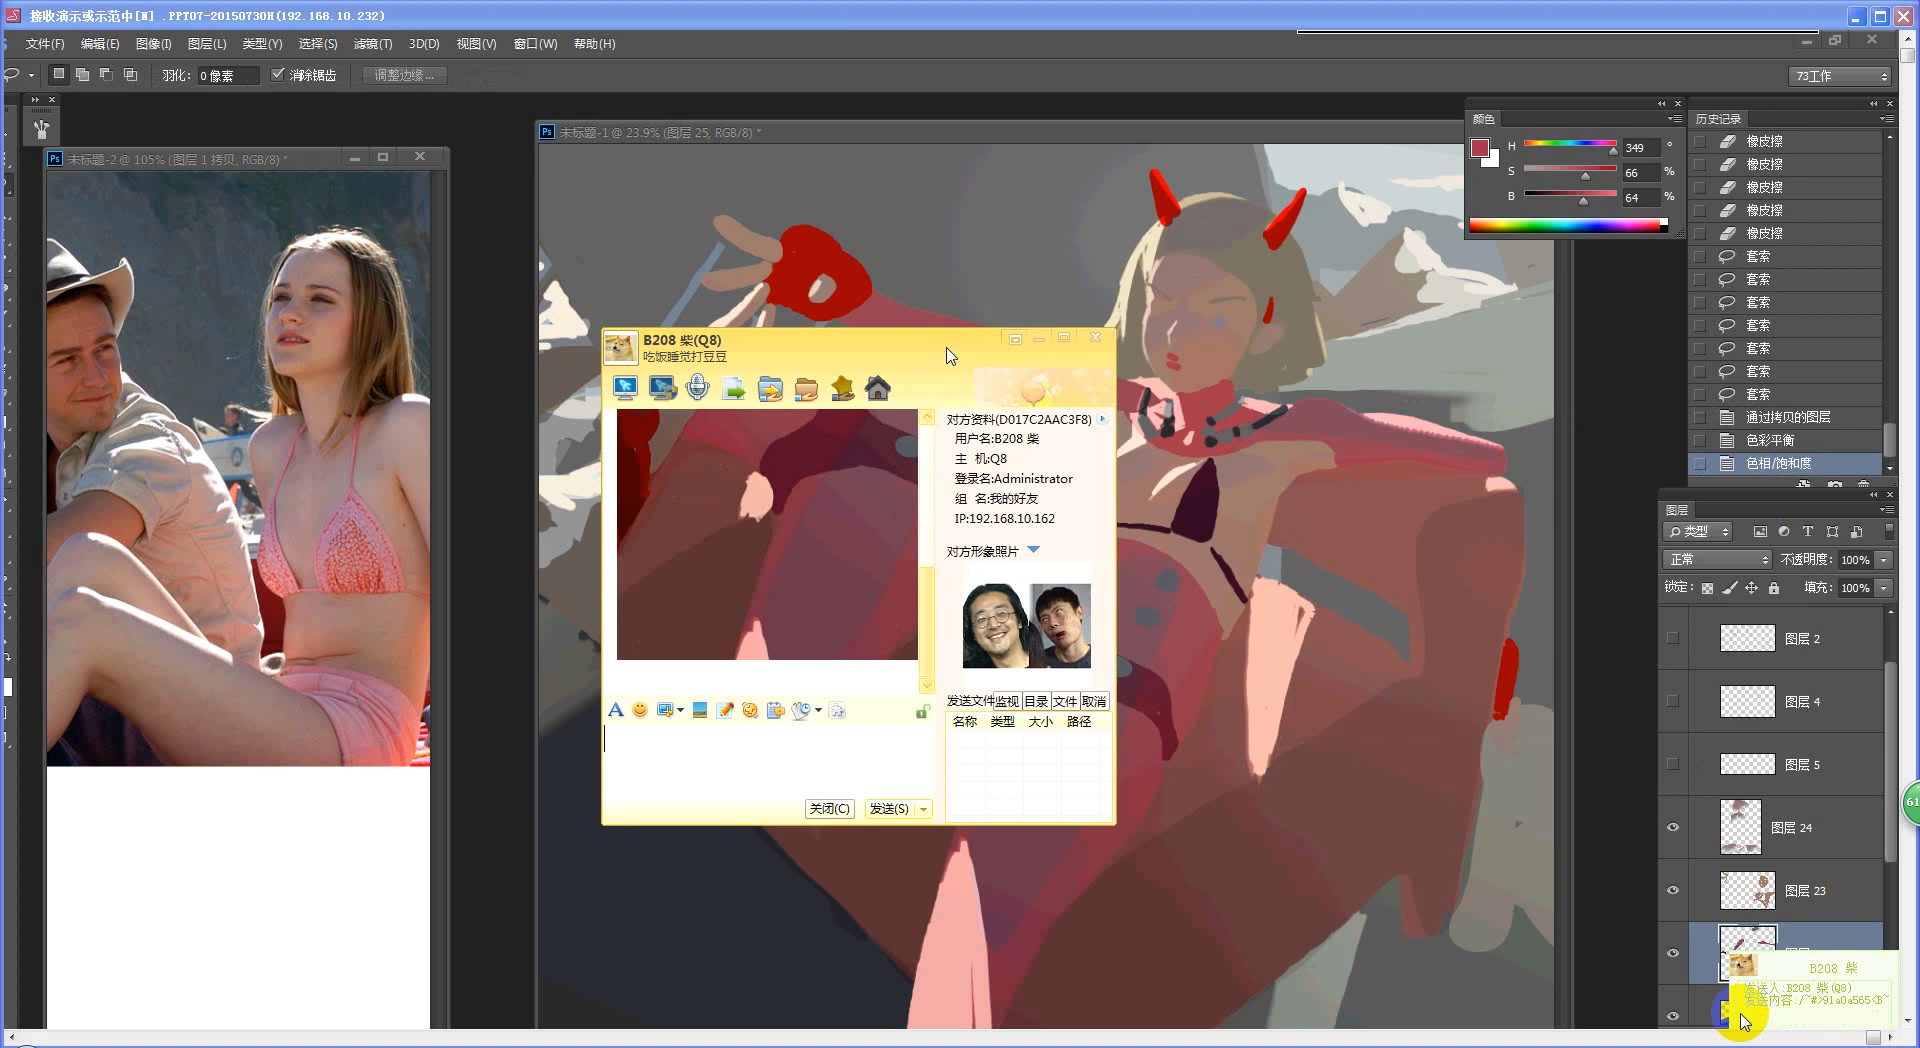 接收演示或示范中[W] .PPT07-20150730H(192.168.10.232)
文件(F) 编辑(E) 图像(I) 图层(L) 类型(Y) 选择(S) 滤镜(T) 3D(D) 视图(V) 窗口(W) 帮助(H)
羽化: 0 像素 消除锯齿 调整边缘... 73工作
未标题-2 @ 105% (图层 1 拷贝, RGB/8) *
未标题-1 @ 23.9% (图层 25, RGB/8) *
颜色
H 349 °
S 66 %
B 64 %
历史记录
橡皮擦
橡皮擦
橡皮擦
橡皮擦
橡皮擦
套索
套索
套索
套索
套索
套索
套索
通过拷贝的图层
色彩平衡
色相/饱和度
B208 柴(Q8)
吃饭睡觉打豆豆
对方资料(D017C2AAC3F8)
用户名:B208 柴
主 机:Q8
登录名:Administrator
组 名:我的好友
IP:192.168.10.162
对方形象照片
发送文件 监视 目录 文件 取消
名称 类型 大小 路径
关闭(C) 发送(S)
图层
类型
正常 不透明度: 100%
锁定: 填充: 100%
图层 2
图层 4
图层 5
图层 24
图层 23
61
B208 柴
发送人:B208 柴(Q8)
发送内容:/~#>91a0a565<B~